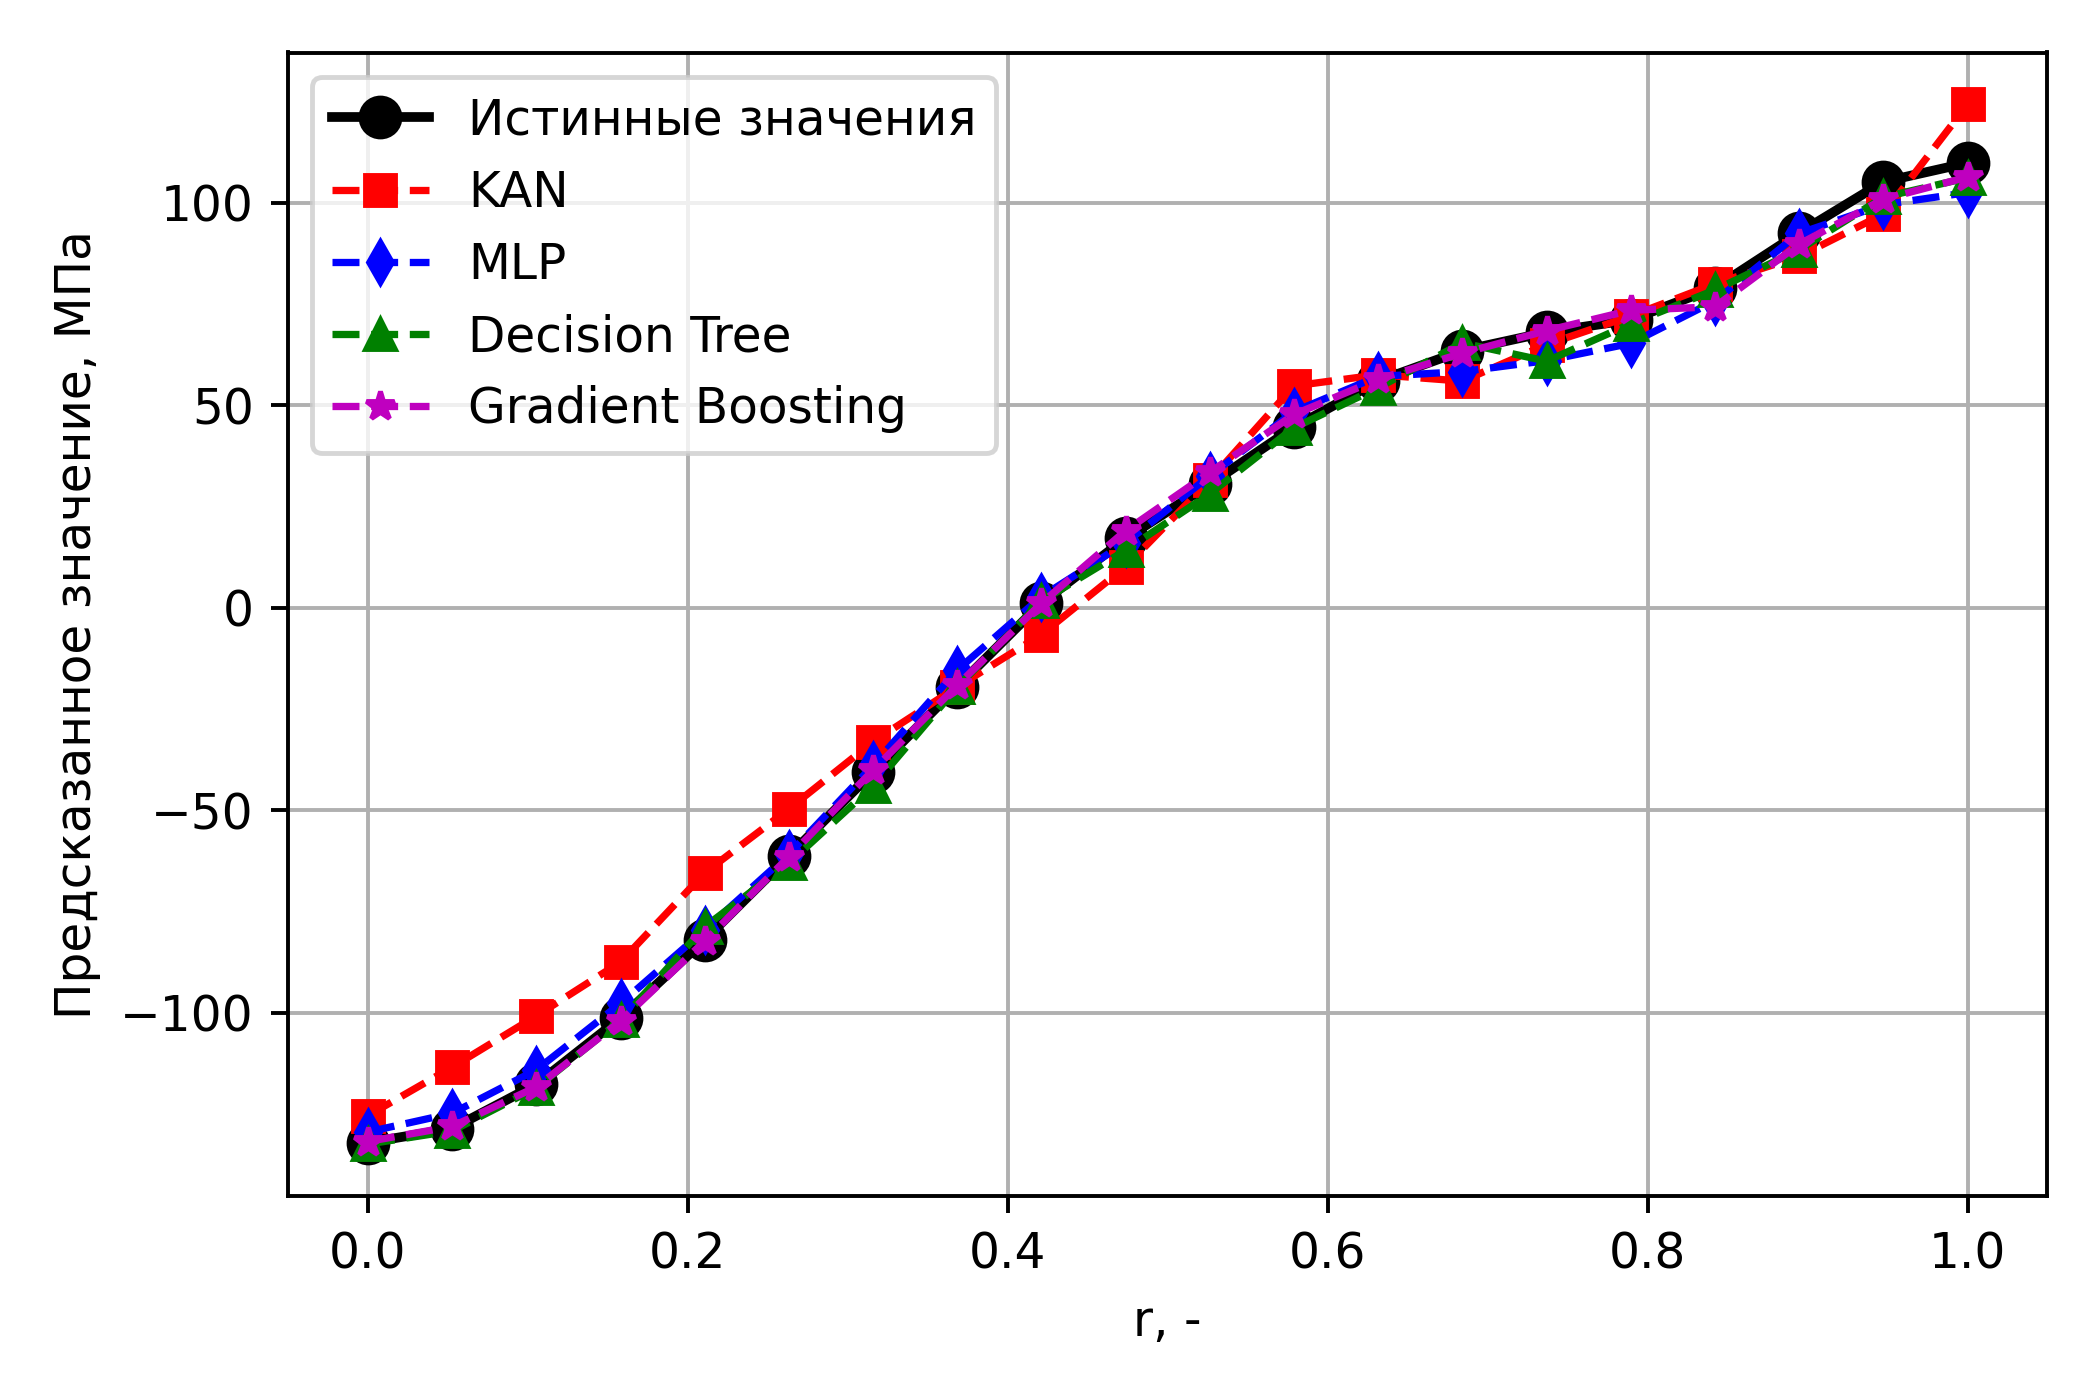 Истинные значения
KAN
MLP
Decision Tree
Gradient Boosting
Предсказанное значение, МПа
100
50
0
−50
−100
0.0 0.2 0.4 0.6 0.8 1.0
r, -